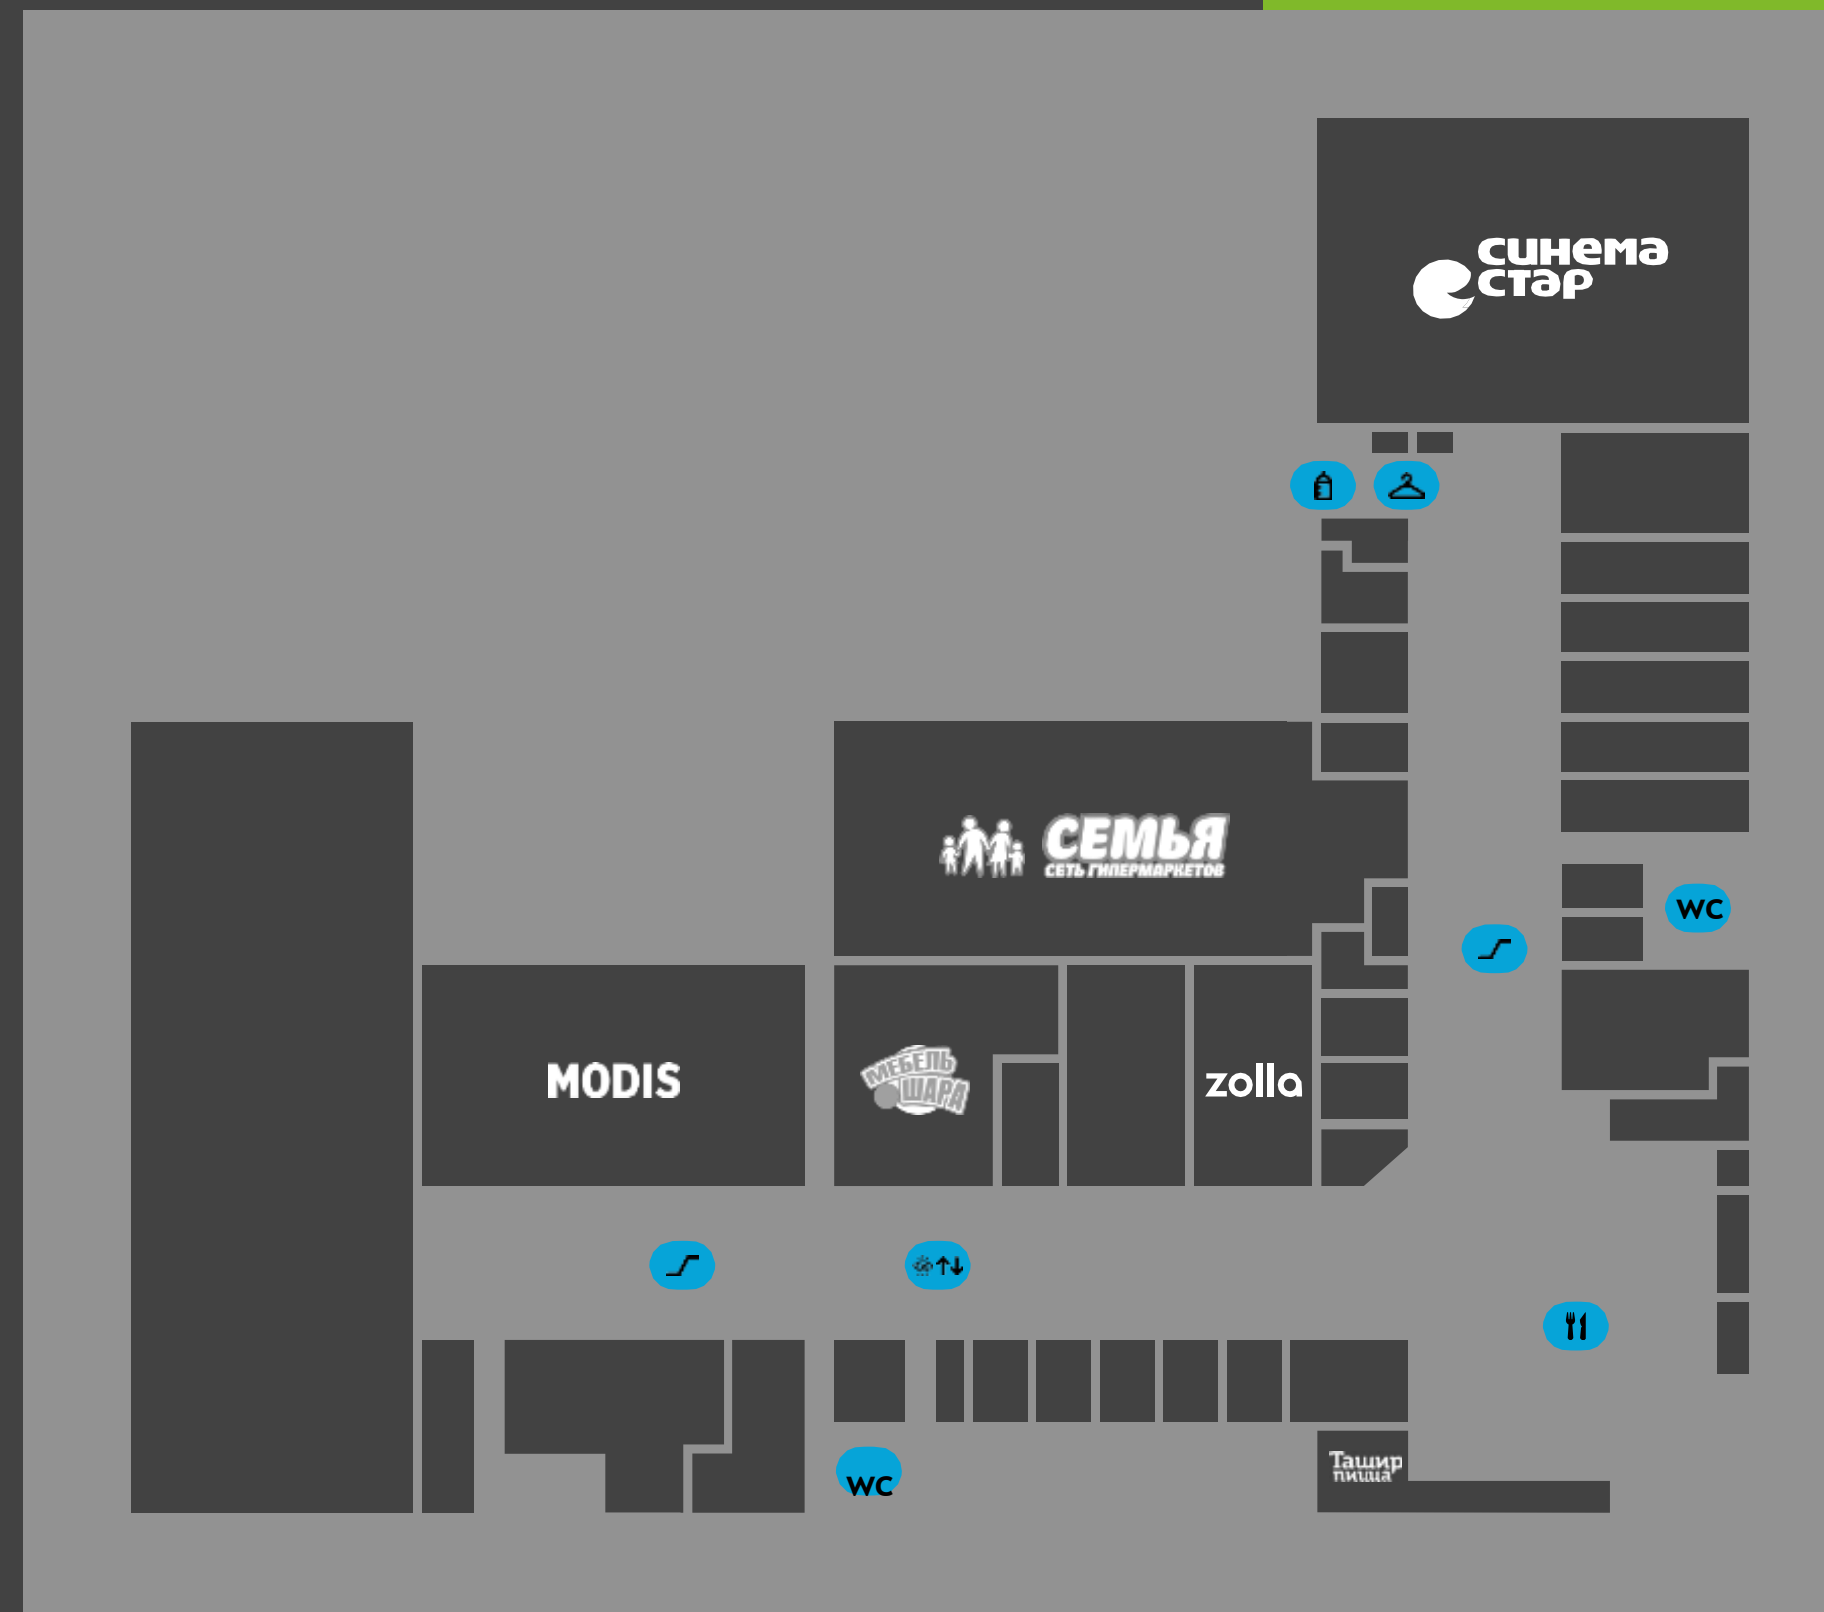 синема
стар
СЕМЬЯ
СЕТЬ ГИПЕРМАРКЕТОВ
WC
MODIS
МЕБЕЛЬ
ШАРА
zolla
WC
Ташир
пицца